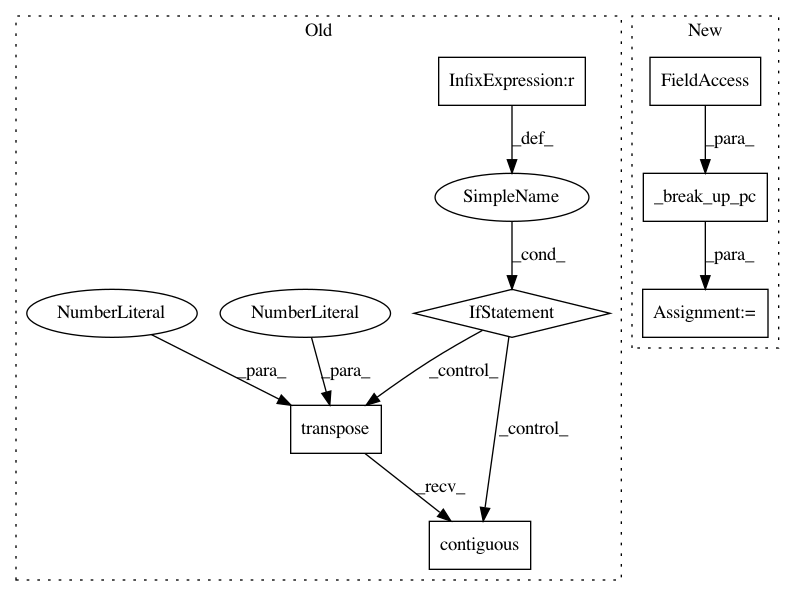 Old
New
InfixExpression:r
FieldAccess
_def_
_para_
SimpleName
_break_up_pc
_cond_
_para_
NumberLiteral
NumberLiteral
IfStatement
Assignment:=
_para_
_para_
_control_
_control_
transpose
_recv_
contiguous